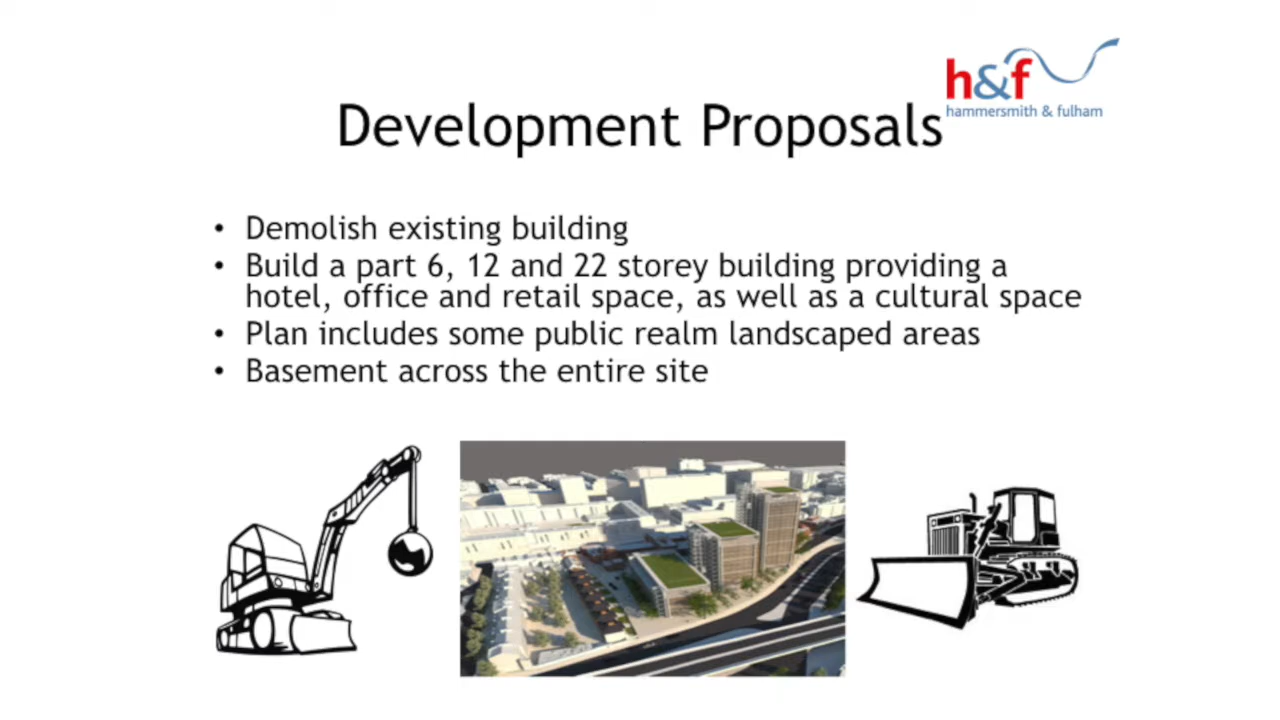 h&f
hammersmith & fulham
Development Proposals
• Demolish existing building
• Build a part 6, 12 and 22 storey building providing a
hotel, office and retail space, as well as a cultural space
• Plan includes some public realm landscaped areas
• Basement across the entire site